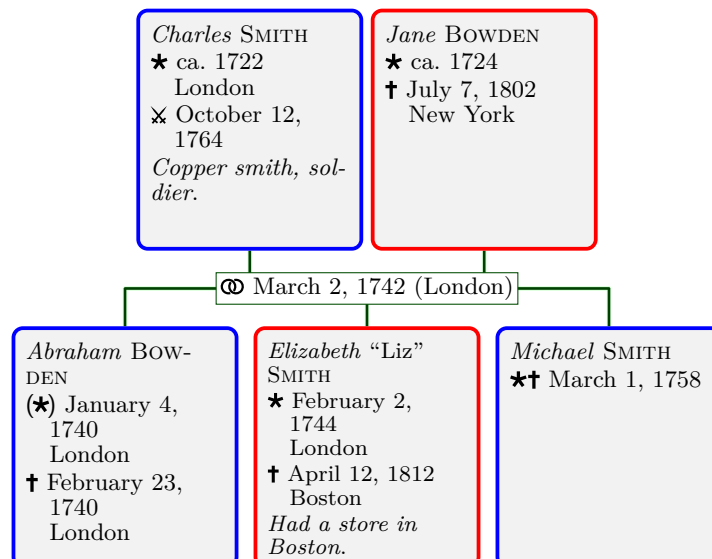 Charles SMITH
★ ca. 1722
London
⚔ October 12,
1764
Copper smith, sol-
dier.
Jane BOWDEN
★ ca. 1724
✝ July 7, 1802
New York
⚭ March 2, 1742 (London)
Abraham BOW-
DEN
(★) January 4,
1740
London
✝ February 23,
1740
London
Elizabeth “Liz”
SMITH
★ February 2,
1744
London
✝ April 12, 1812
Boston
Had a store in
Boston.
Michael SMITH
★✝ March 1, 1758